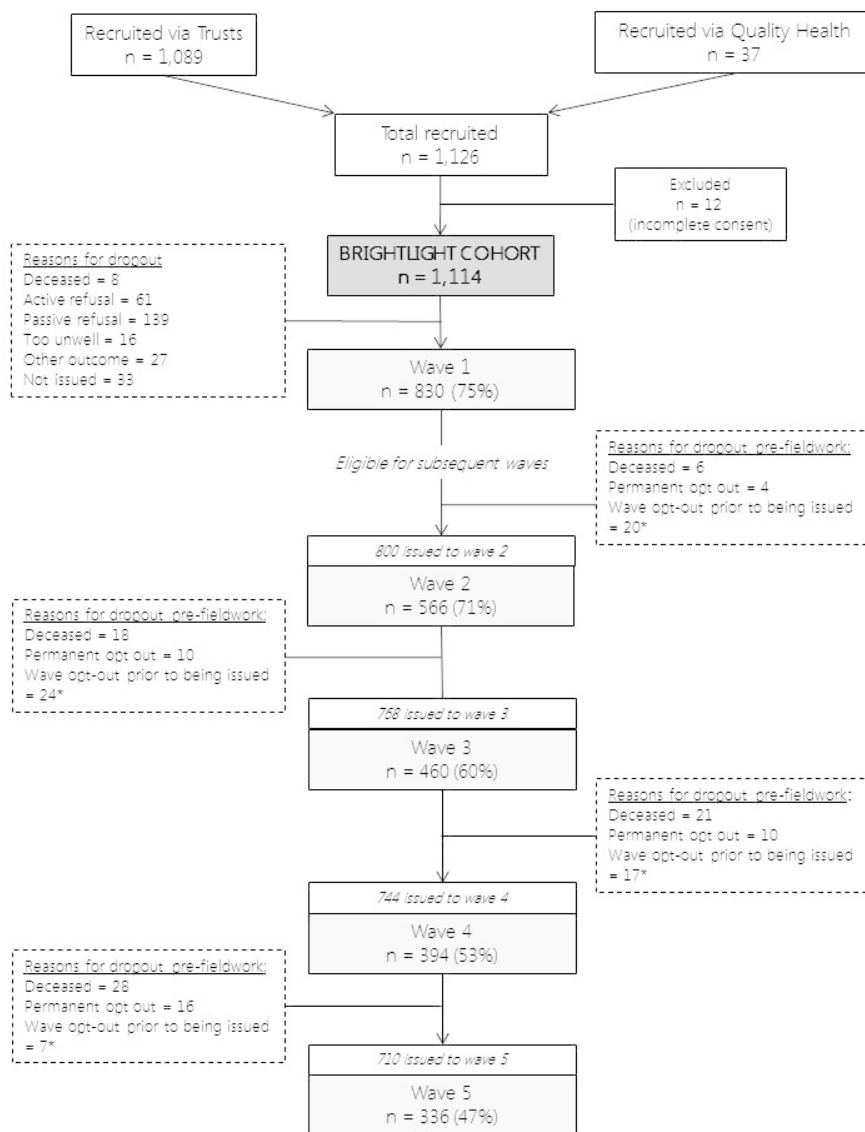 Recruited via Trusts
n = 1,089
Recruited via Quality Health
n = 37
Total recruited
n = 1,126
Excluded
n = 12
(incomplete consent)
BRIGHTLIGHT COHORT
n = 1,114
Reasons for dropout
Deceased = 8
Active refusal = 61
Passive refusal = 139
Too unwell = 16
Other outcome = 27
Not issued = 33
Wave 1
n = 830 (75%)
Eligible for subsequent waves
Reasons for dropout pre-fieldwork:
Deceased = 6
Permanent opt out = 4
Wave opt-out prior to being issued
= 20*
800 issued to wave 2
Wave 2
n = 566 (71%)
Reasons for dropout pre-fieldwork:
Deceased = 18
Permanent opt out = 10
Wave opt-out prior to being issued
= 24*
768 issued to wave 3
Wave 3
n = 460 (60%)
Reasons for dropout pre-fieldwork:
Deceased = 21
Permanent opt out = 10
Wave opt-out prior to being issued
= 17*
744 issued to wave 4
Wave 4
n = 394 (53%)
Reasons for dropout pre-fieldwork:
Deceased = 28
Permanent opt out = 16
Wave opt-out prior to being issued
= 7*
710 issued to wave 5
Wave 5
n = 336 (47%)